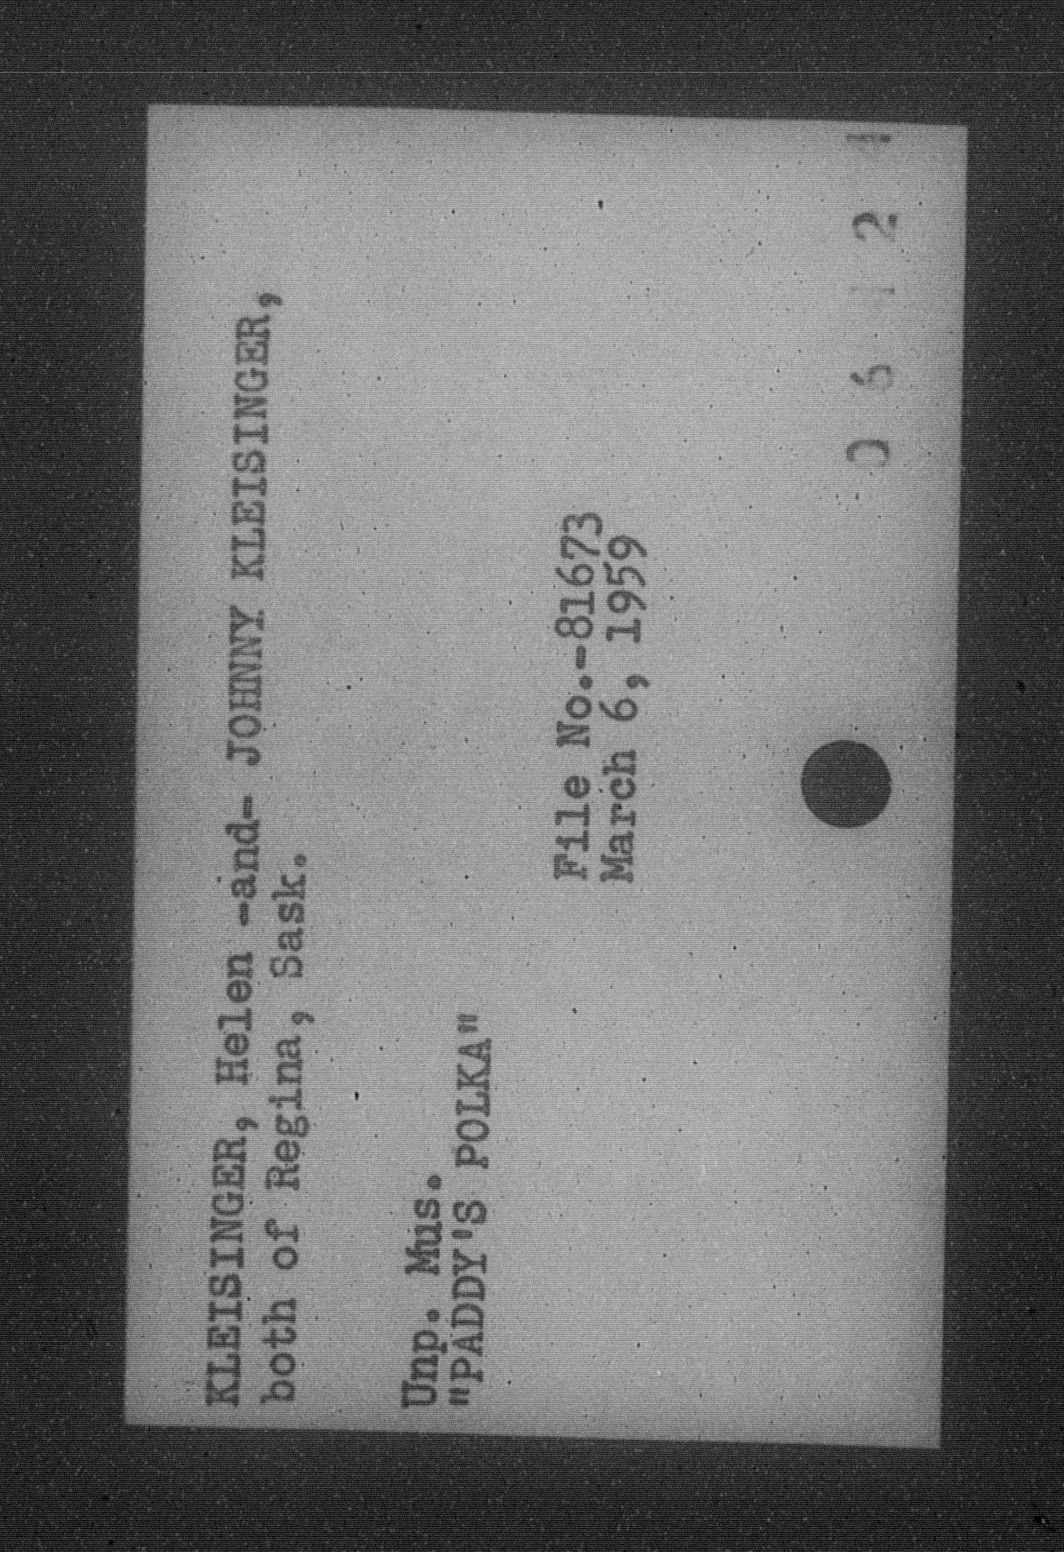 KLEISINGER, Helen -and- JOHNNY KLEISINGER,
both of Regina, Sask.
Unp. Mus.
"PADDY'S POLKA"
File No.-81673
March 6, 1959